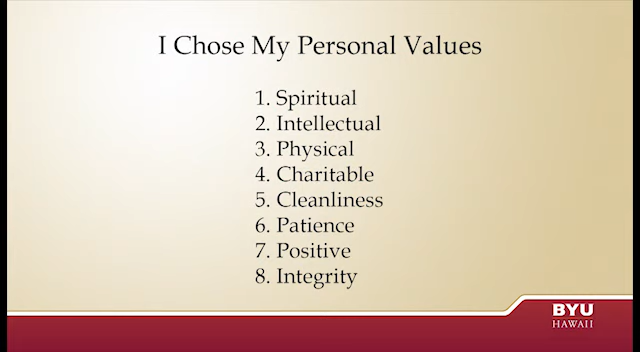 I Chose My Personal Values
1. Spiritual
2. Intellectual
3. Physical
4. Charitable
5. Cleanliness
6. Patience
7. Positive
8. Integrity
BYU
HAWAII